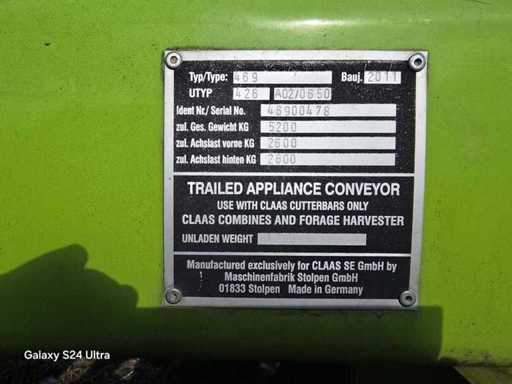 Typ/Type: 469 Bauj. 2011
UTYP 426 A02/0650
Ident Nr./ Serial No. 46900478
zul. Ges. Gewicht KG 5200
zul. Achslast vorne KG 2600
zul. Achslast hinten KG 2600
TRAILED APPLIANCE CONVEYOR
USE WITH CLAAS CUTTERBARS ONLY
CLAAS COMBINES AND FORAGE HARVESTER
UNLADEN WEIGHT
Manufactured exclusively for CLAAS SE GmbH by
Maschinenfabrik Stolpen GmbH
01833 Stolpen Made in Germany
Galaxy S24 Ultra